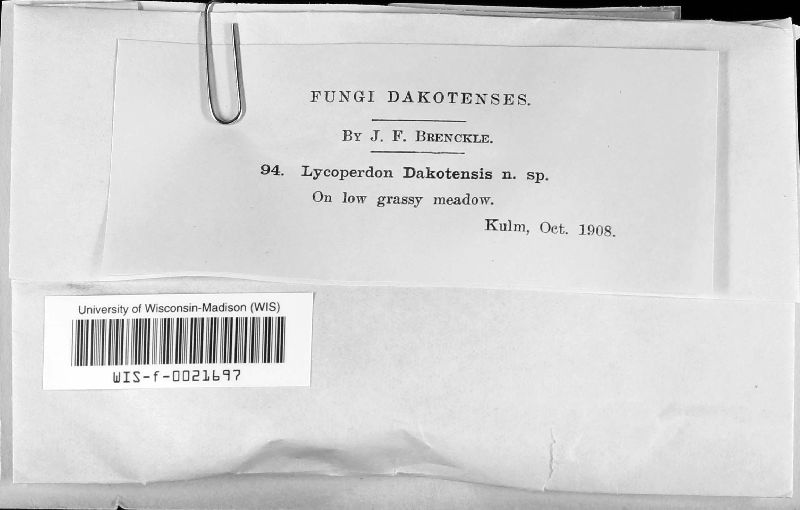 FUNGI DAKOTENSES.
BY J. F. BRENCKLE.
94. Lycoperdon Dakotensis n. sp.
On low grassy meadow.
Kulm, Oct. 1908.
University of Wisconsin-Madison (WIS)
WIS-f-0021697